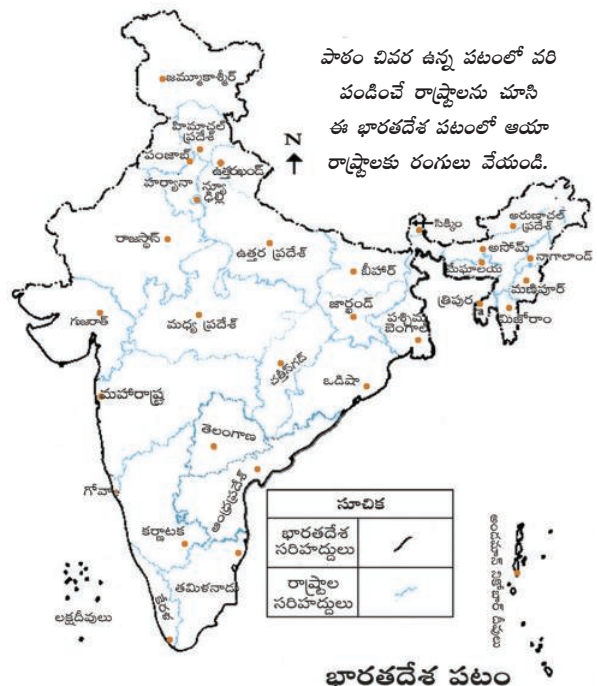 పాఠం చివర ఉన్న పటంలో వరి
పండించే రాష్ట్రాలను చూసి
ఈ భారతదేశ పటంలో ఆయా
రాష్ట్రాలకు రంగులు వేయండి.
N
జమ్మూకాశ్మీర్
హిమాచల్
ప్రదేశ్
పంజాబ్
ఉత్తరఖండ్
హర్యానా
న్యూ
ఢిల్లీ
రాజస్థాన్
ఉత్తర ప్రదేశ్
సిక్కిం
అరుణాచల్
ప్రదేశ్
అసోమ్
నాగాలాండ్
మేఘాలయ
బీహార్
మణిపూర్
త్రిపుర
మిజోరాం
జార్ఖండ్
పశ్చిమ
బెంగాల్
గుజరాత్
మధ్య ప్రదేశ్
చత్తీస్‌గఢ్
ఒడిషా
మహారాష్ట్ర
తెలంగాణ
ఆంధ్రప్రదేశ్
గోవా
కర్ణాటక
తమిళనాడు
కేరళ
లక్షదీవులు
అండమాన్ నికోబార్ దీవులు
సూచిక
భారతదేశ
సరిహద్దులు
రాష్ట్రాల
సరిహద్దులు
భారతదేశ పటం